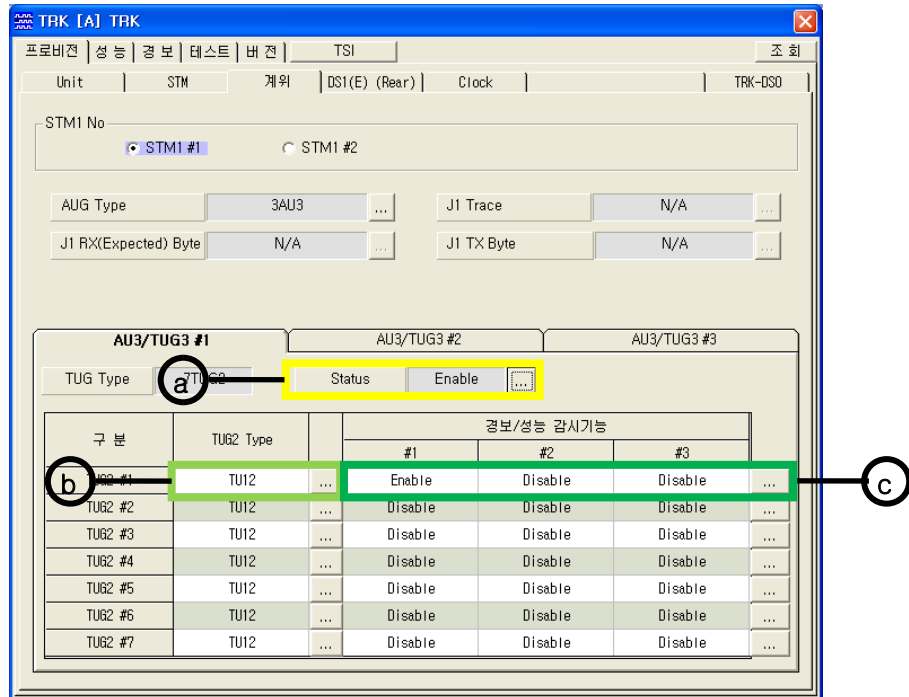 TRK [A] TRK
프로비젼 성 능 경 보 테스트 버 전 TSI 조 회
Unit STM 계위 DS1(E) (Rear) Clock TRK-DS0
STM1 No
STM1 #1 STM1 #2
AUG Type 3AU3 ... J1 Trace N/A ...
J1 RX(Expected) Byte N/A ... J1 TX Byte N/A ...
AU3/TUG3 #1 AU3/TUG3 #2 AU3/TUG3 #3
TUG Type 7TUG2 a Status Enable ...
구 분 TUG2 Type 경보/성능 감시기능
#1 #2 #3
b TUG2 #1 TU12 ... Enable Disable Disable ... c
TUG2 #2 TU12 ... Disable Disable Disable ...
TUG2 #3 TU12 ... Disable Disable Disable ...
TUG2 #4 TU12 ... Disable Disable Disable ...
TUG2 #5 TU12 ... Disable Disable Disable ...
TUG2 #6 TU12 ... Disable Disable Disable ...
TUG2 #7 TU12 ... Disable Disable Disable ...